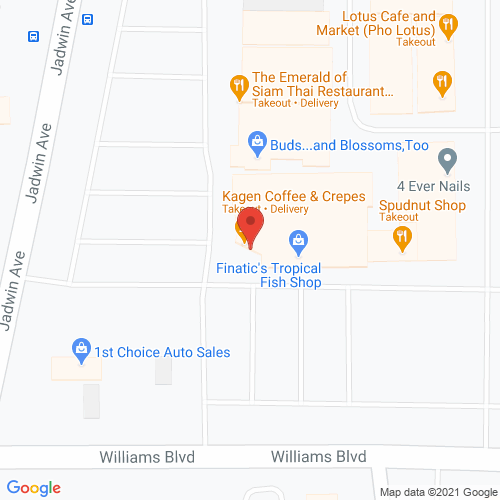 Jadwin Ave
Lotus Cafe and
Market (Pho Lotus)
Takeout
The Emerald of
Siam Thai Restaurant...
Takeout • Delivery
Buds...and Blossoms,Too
4 Ever Nails
Jadwin Ave
Kagen Coffee & Crepes
Takeout • Delivery
Spudnut Shop
Takeout
Finatic's Tropical
Fish Shop
Jadwin Ave
1st Choice Auto Sales
Williams Blvd
Williams Blvd
Google
Map data ©2021 Google